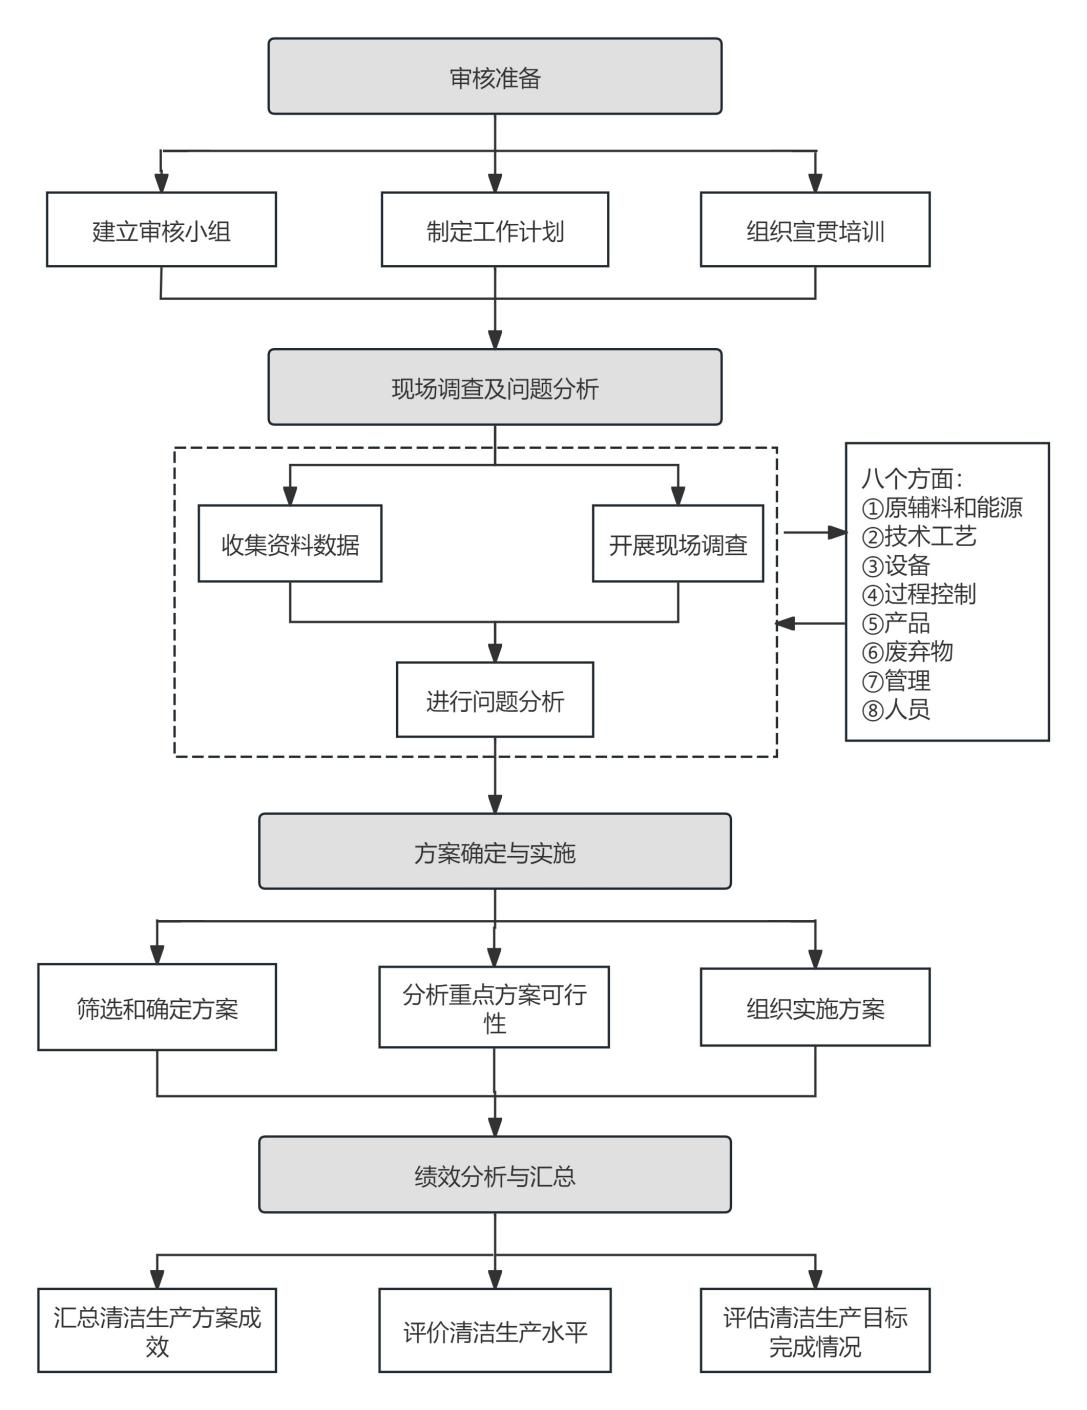 审核准备
建立审核小组
制定工作计划
组织宣贯培训
现场调查及问题分析
收集资料数据
开展现场调查
进行问题分析
八个方面：
①原辅料和能源
②技术工艺
③设备
④过程控制
⑤产品
⑥废弃物
⑦管理
⑧人员
方案确定与实施
筛选和确定方案
分析重点方案可行
性
组织实施方案
绩效分析与汇总
汇总清洁生产方案成
效
评价清洁生产水平
评估清洁生产目标
完成情况